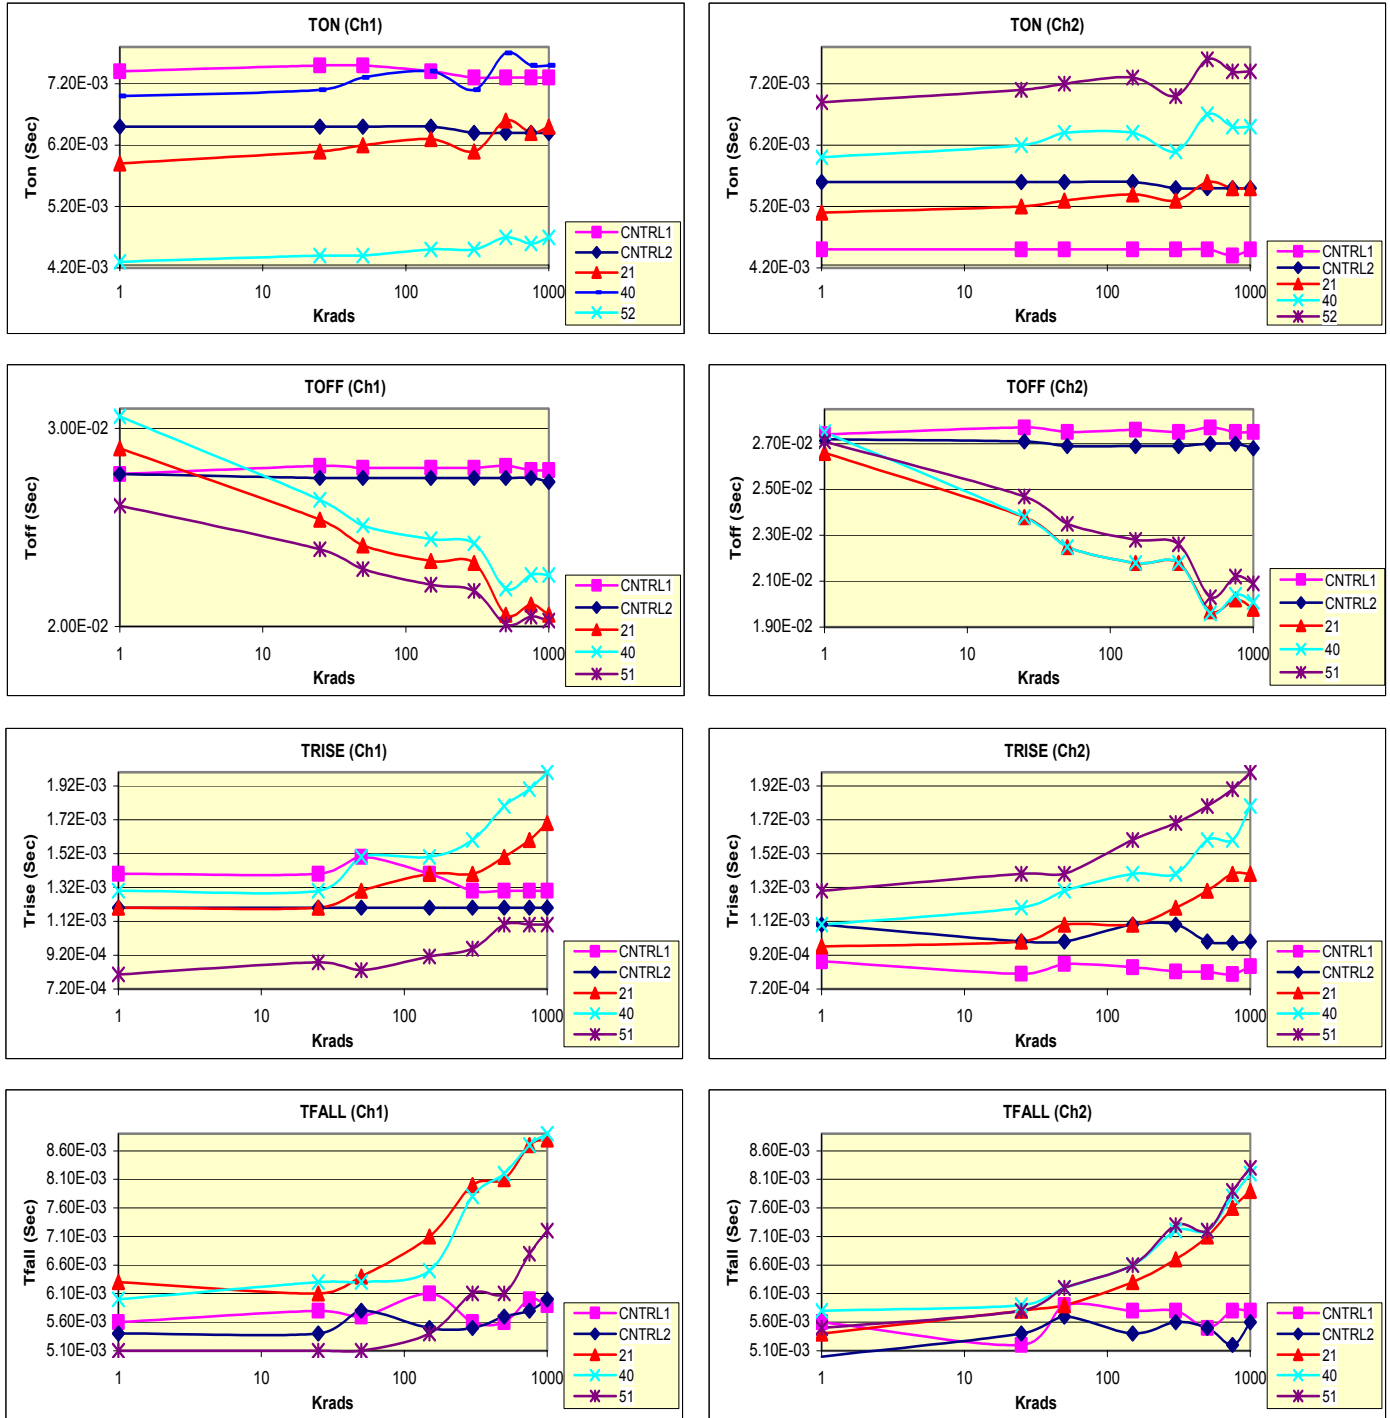 TON (Ch1)
7.20E-03
6.20E-03
5.20E-03
4.20E-03
Ton (Sec)
1
10
100
1000
Krads
CNTRL1
CNTRL2
21
40
52
TON (Ch2)
7.20E-03
6.20E-03
5.20E-03
4.20E-03
Ton (Sec)
1
10
100
1000
Krads
CNTRL1
CNTRL2
21
40
52
TOFF (Ch1)
3.00E-02
2.00E-02
Toff (Sec)
1
10
100
1000
Krads
CNTRL1
CNTRL2
21
40
51
TOFF (Ch2)
2.70E-02
2.50E-02
2.30E-02
2.10E-02
1.90E-02
Toff (Sec)
1
10
100
1000
Krads
CNTRL1
CNTRL2
21
40
51
TRISE (Ch1)
1.92E-03
1.72E-03
1.52E-03
1.32E-03
1.12E-03
9.20E-04
7.20E-04
Trise (Sec)
1
10
100
1000
Krads
CNTRL1
CNTRL2
21
40
51
TRISE (Ch2)
1.92E-03
1.72E-03
1.52E-03
1.32E-03
1.12E-03
9.20E-04
7.20E-04
Trise (Sec)
1
10
100
1000
Krads
CNTRL1
CNTRL2
21
40
51
TFALL (Ch1)
8.60E-03
8.10E-03
7.60E-03
7.10E-03
6.60E-03
6.10E-03
5.60E-03
5.10E-03
Tfall (Sec)
1
10
100
1000
Krads
CNTRL1
CNTRL2
21
40
51
TFALL (Ch2)
8.60E-03
8.10E-03
7.60E-03
7.10E-03
6.60E-03
6.10E-03
5.60E-03
5.10E-03
Tfall (Sec)
1
10
100
1000
Krads
CNTRL1
CNTRL2
21
40
51